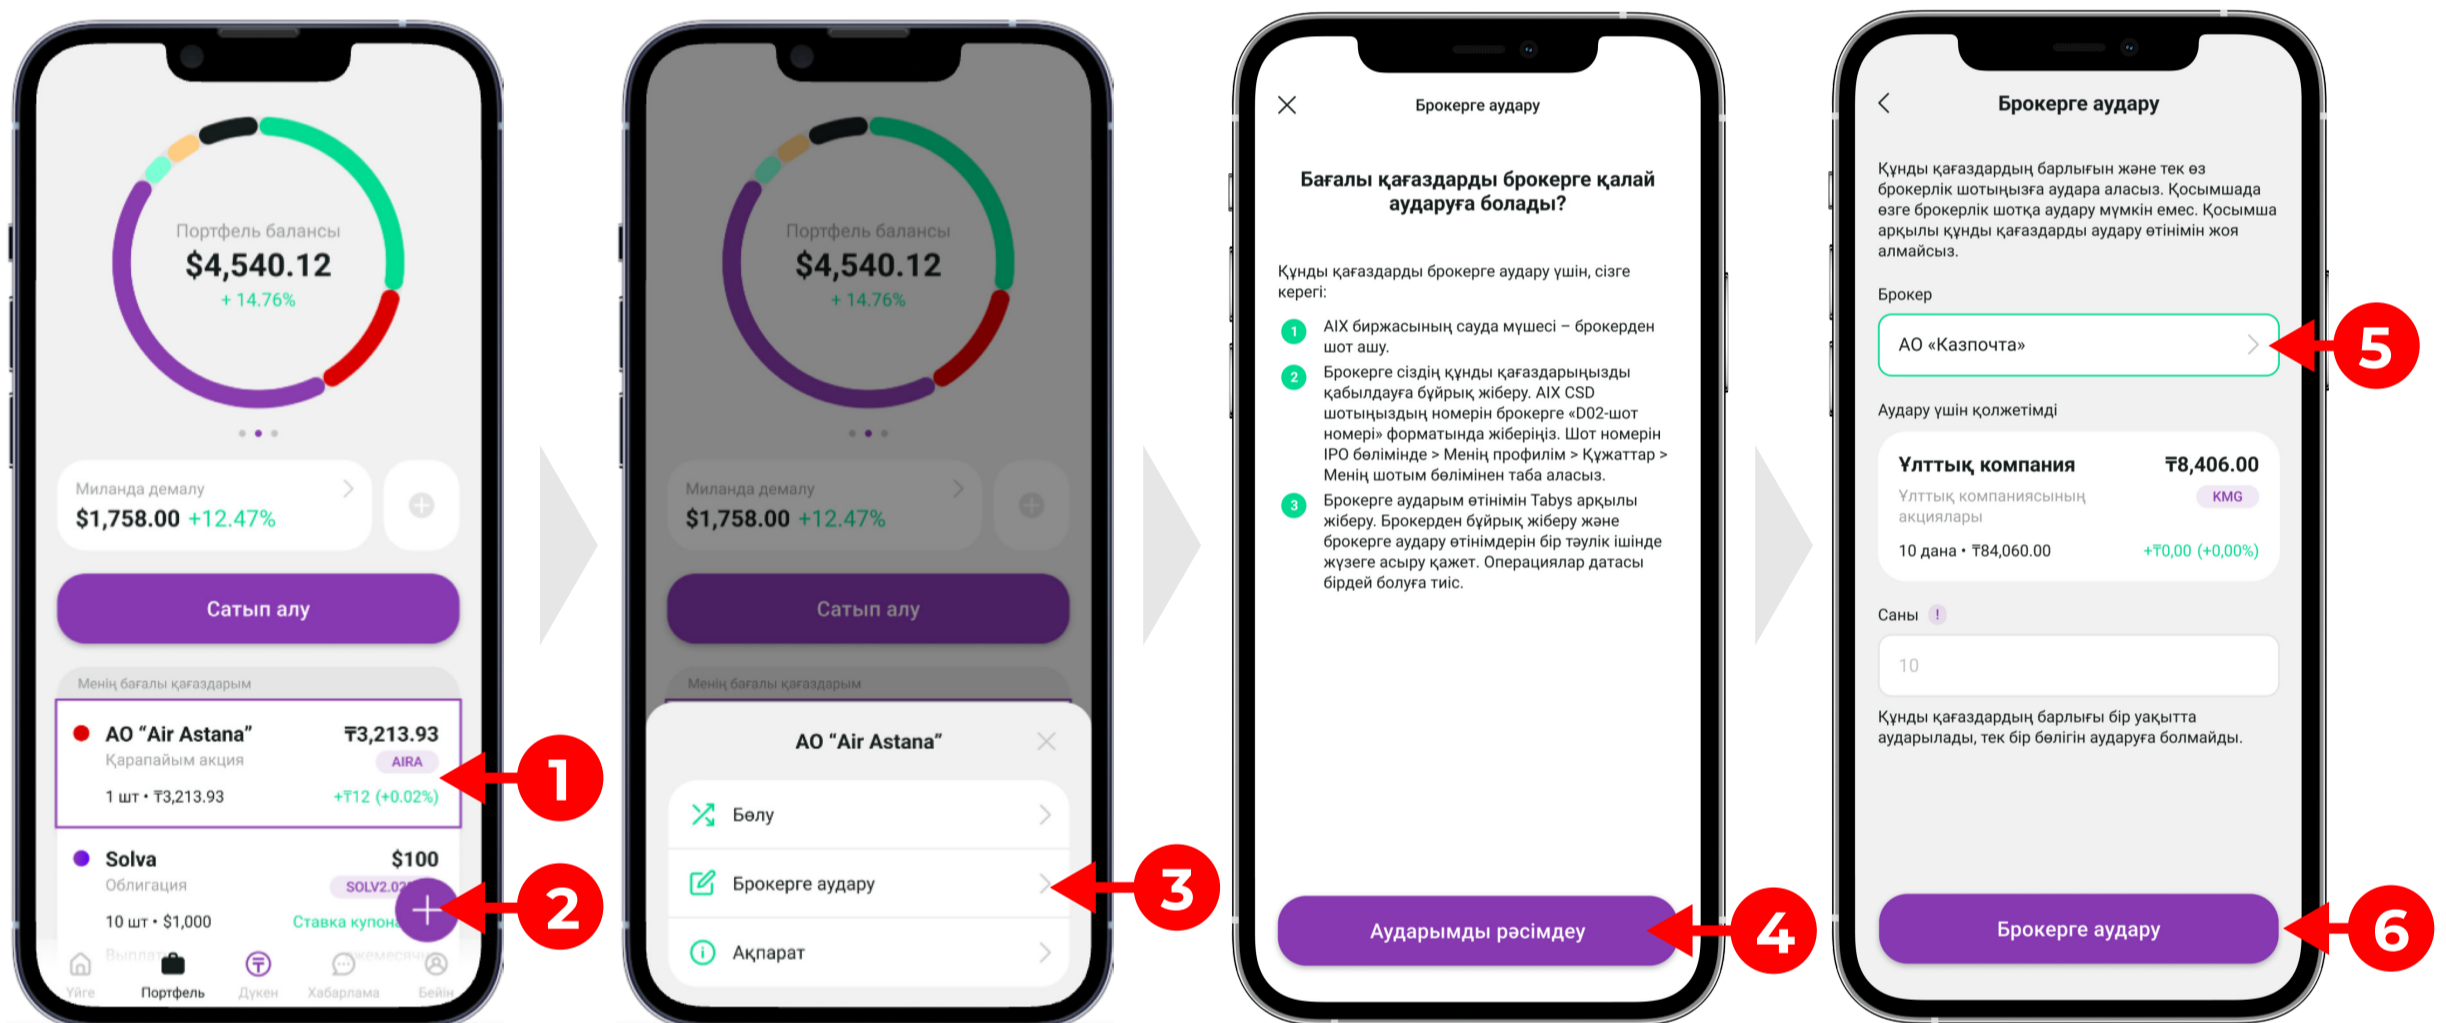 Портфель балансы
$4,540.12
+ 14.76%
Миланда демалу
$1,758.00 +12.47%
Сатып алу
Менің бағалы қағаздарым
АО “Air Astana”
₸3,213.93
Қарапайым акция
AIRA
1 шт • ₸3,213.93
+₸12 (+0.02%)
1
Solva
$100
Облигация
SOLV2.02
10 шт • $1,000
Ставка купона
2
Үйге
Портфель
Дүкен
Хабарлама
Бейін
Портфель балансы
$4,540.12
+ 14.76%
Миланда демалу
$1,758.00 +12.47%
Сатып алу
Менің бағалы қағаздарым
АО “Air Astana”
Бөлу
Брокерге аудару
3
Ақпарат
Брокерге аудару
Бағалы қағаздарды брокерге қалай
аударуға болады?
Құнды қағаздарды брокерге аудару үшін, сізге
керегі:
1 AIX биржасының сауда мүшесі – брокерден
шот ашу.
2 Брокерге сіздің құнды қағаздарыңызды
қабылдауға бұйрық жіберу. AIX CSD
шотыңыздың номерін брокерге «D02-шот
номері» форматында жіберіңіз. Шот номерін
IPO бөлімінде > Менің профилім > Құжаттар >
Менің шотым бөлімінен таба аласыз.
3 Брокерге аударым өтінімін Tabys арқылы
жіберу. Брокерден бұйрық жіберу және
брокерге аудару өтінімдерін бір тәулік ішінде
жүзеге асыру қажет. Операциялар датасы
бірдей болуға тиіс.
Аударымды рәсімдеу
4
Брокерге аудару
Құнды қағаздардың барлығын және тек өз
брокерлік шотыңызға аудара аласыз. Қосымшада
өзге брокерлік шотқа аудару мүмкін емес. Қосымша
арқылы құнды қағаздарды аудару өтінімін жоя
алмайсыз.
Брокер
АО «Казпочта»
5
Аудару үшін қолжетімді
Ұлттық компания
₸8,406.00
Ұлттық компаниясының
акциялары
KMG
10 дана • ₸84,060.00
+₸0,00 (+0,00%)
Саны !
10
Құнды қағаздардың барлығы бір уақытта
аударылады, тек бір бөлігін аударуға болмайды.
Брокерге аудару
6